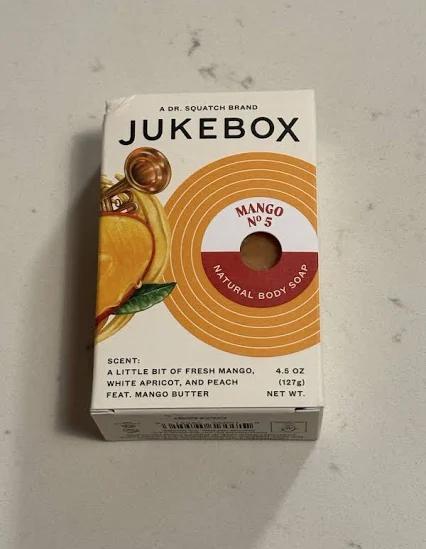 A DR. SQUATCH BRAND
JUKEBOX
MANGO
Nº 5
NATURAL BODY SOAP
SCENT:
A LITTLE BIT OF FRESH MANGO,
WHITE APRICOT, AND PEACH
FEAT. MANGO BUTTER
4.5 OZ
(127g)
NET WT.